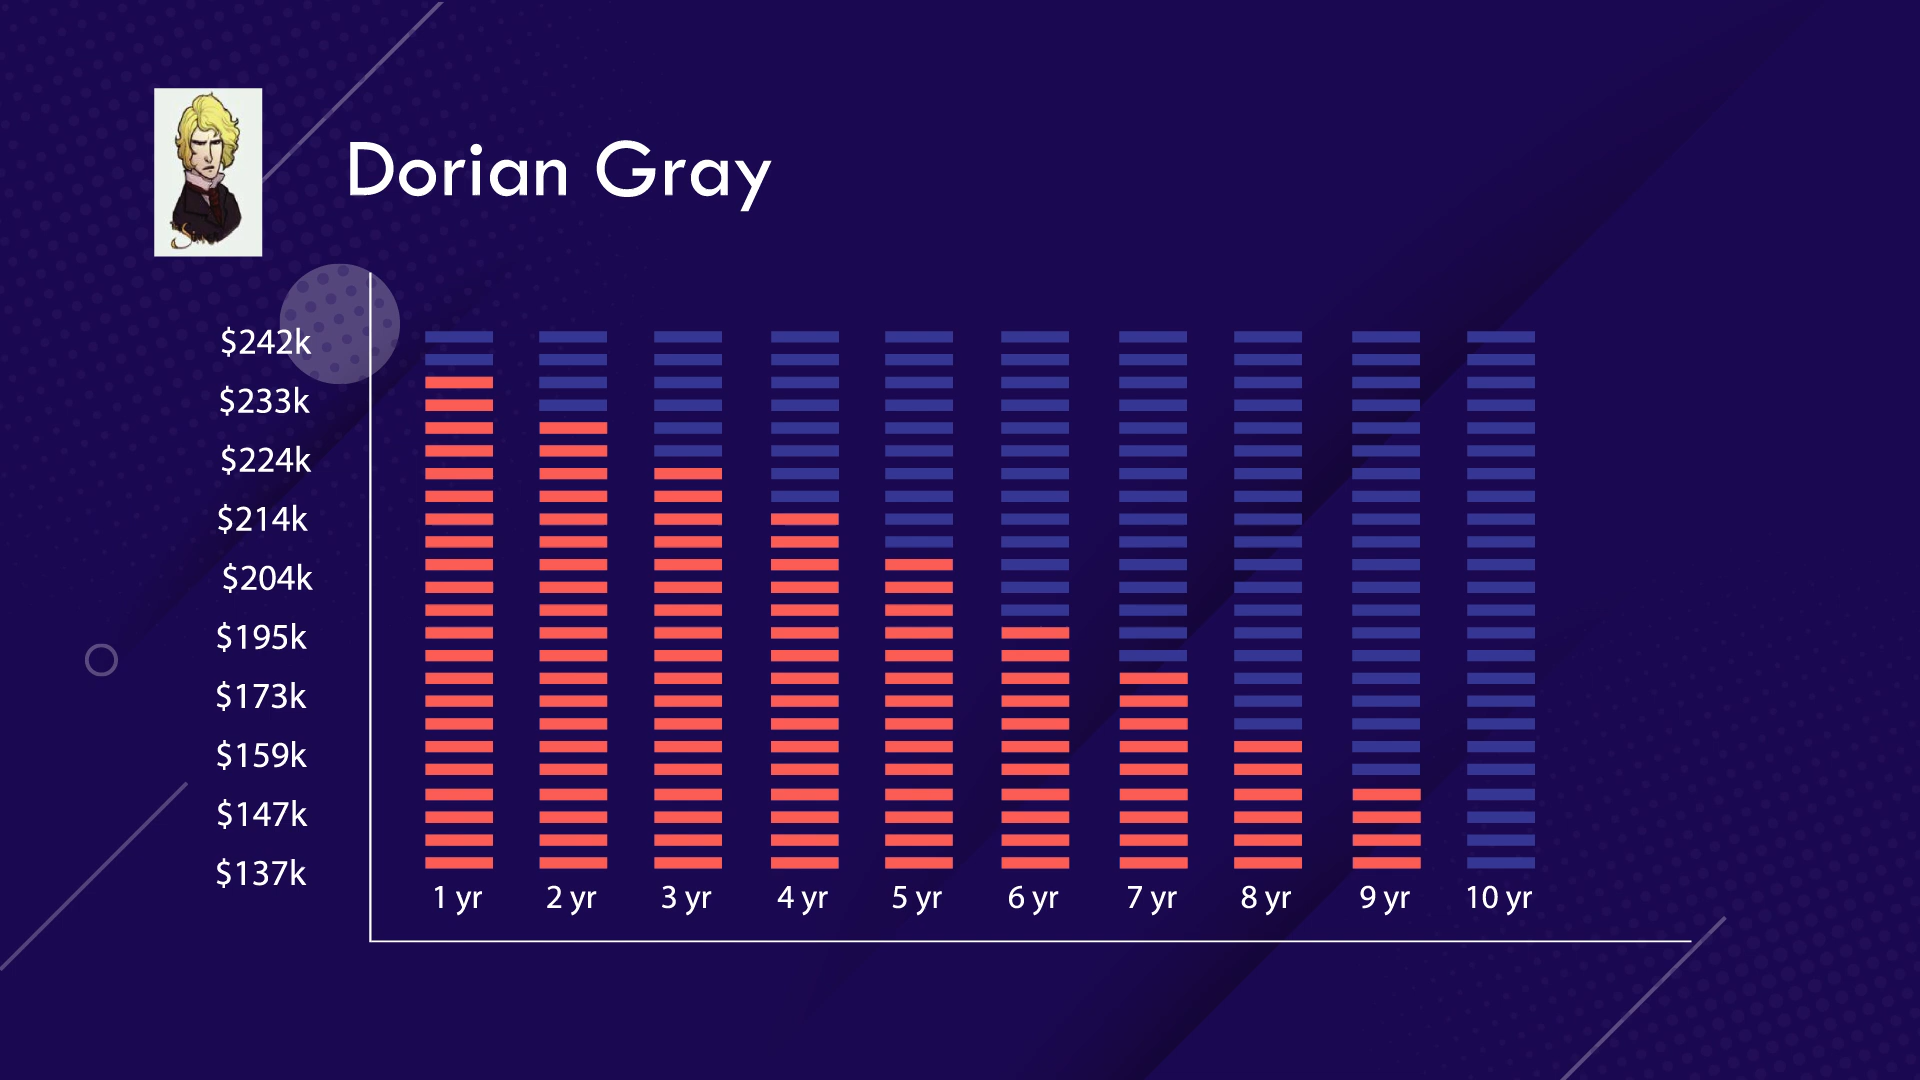 Dorian Gray
$242k
$233k
$224k
$214k
$204k
$195k
$173k
$159k
$147k
$137k
1 yr 2 yr 3 yr 4 yr 5 yr 6 yr 7 yr 8 yr 9 yr 10 yr